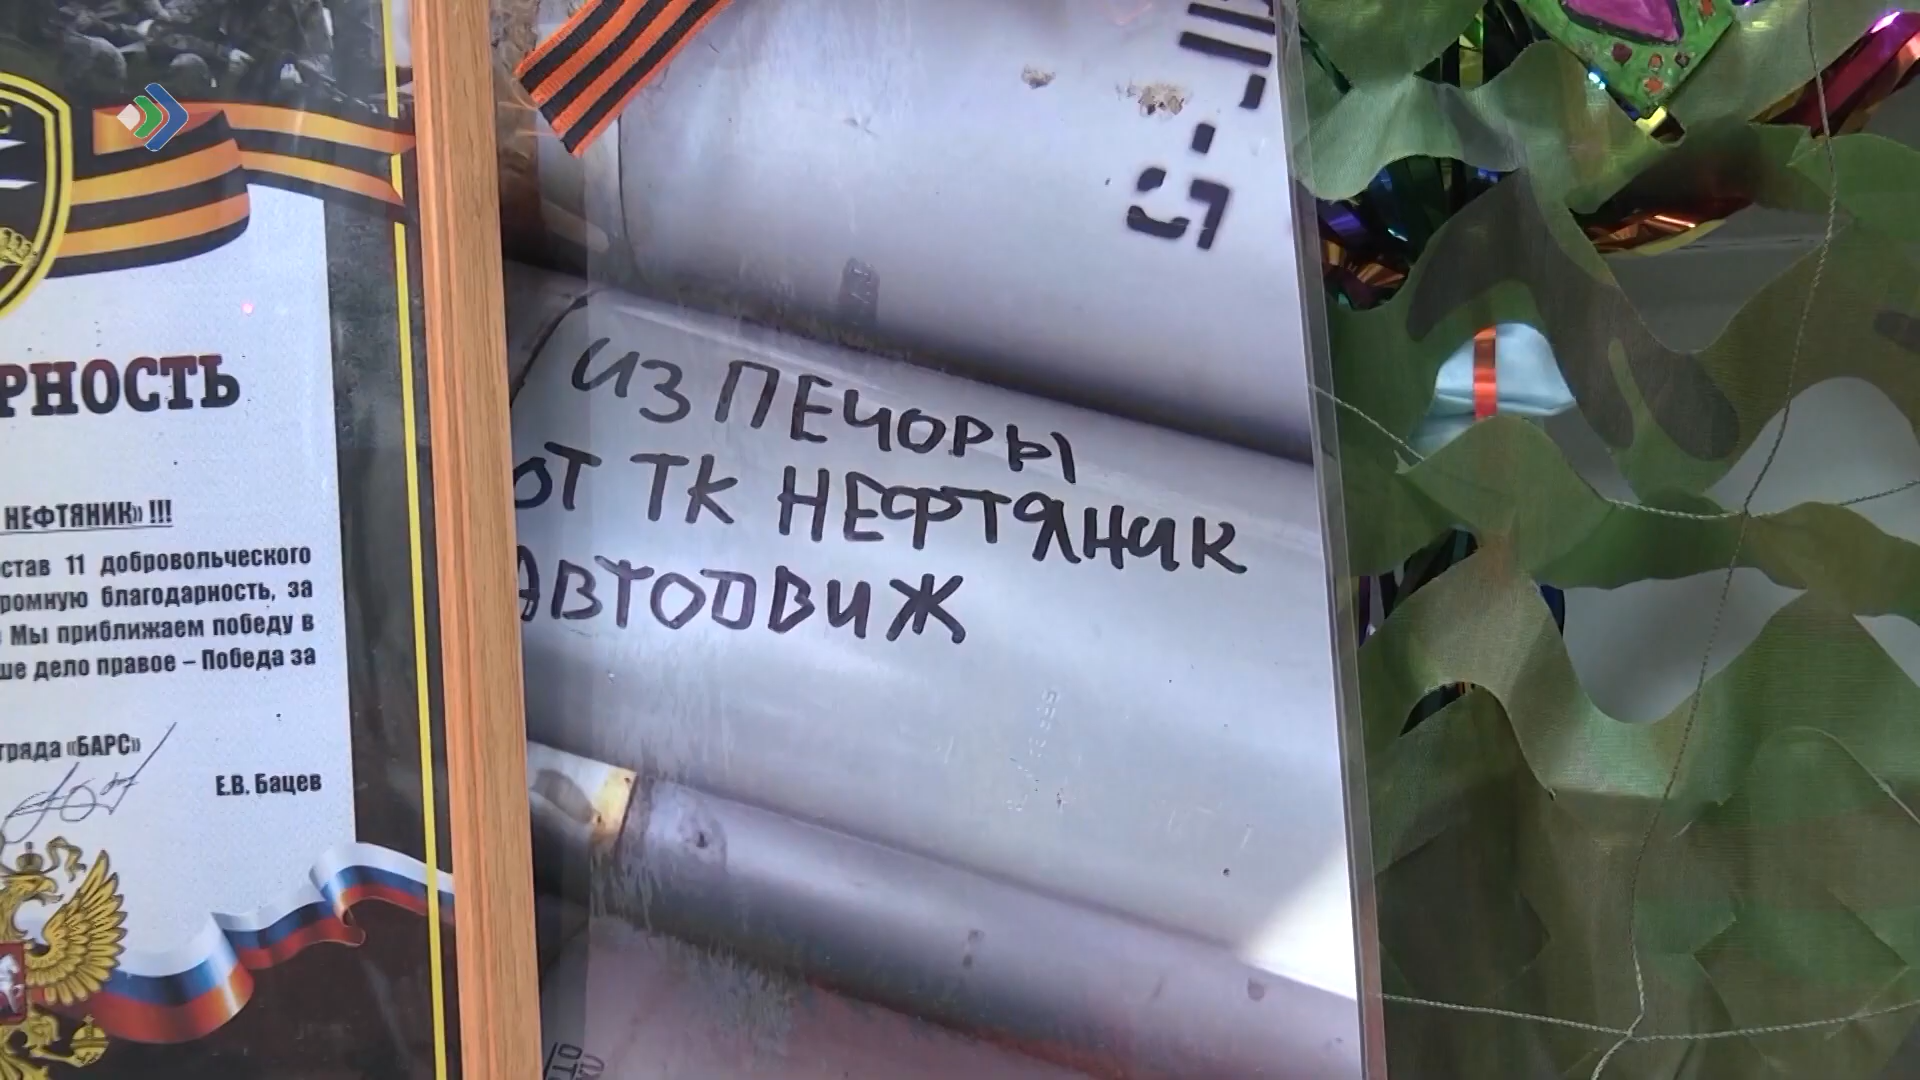 РНОСТЬ
НЕФТЯНИК» !!!
став 11 добровольческого
ромную благодарность, за
Мы приближаем победу в
ше дело правое – Победа за
тряда «БАРС»
Е.В. Бацев
ИЗ ПЕЧОРЫ
ОТ ТК НЕФТЯНИК
АВТОДВИЖ